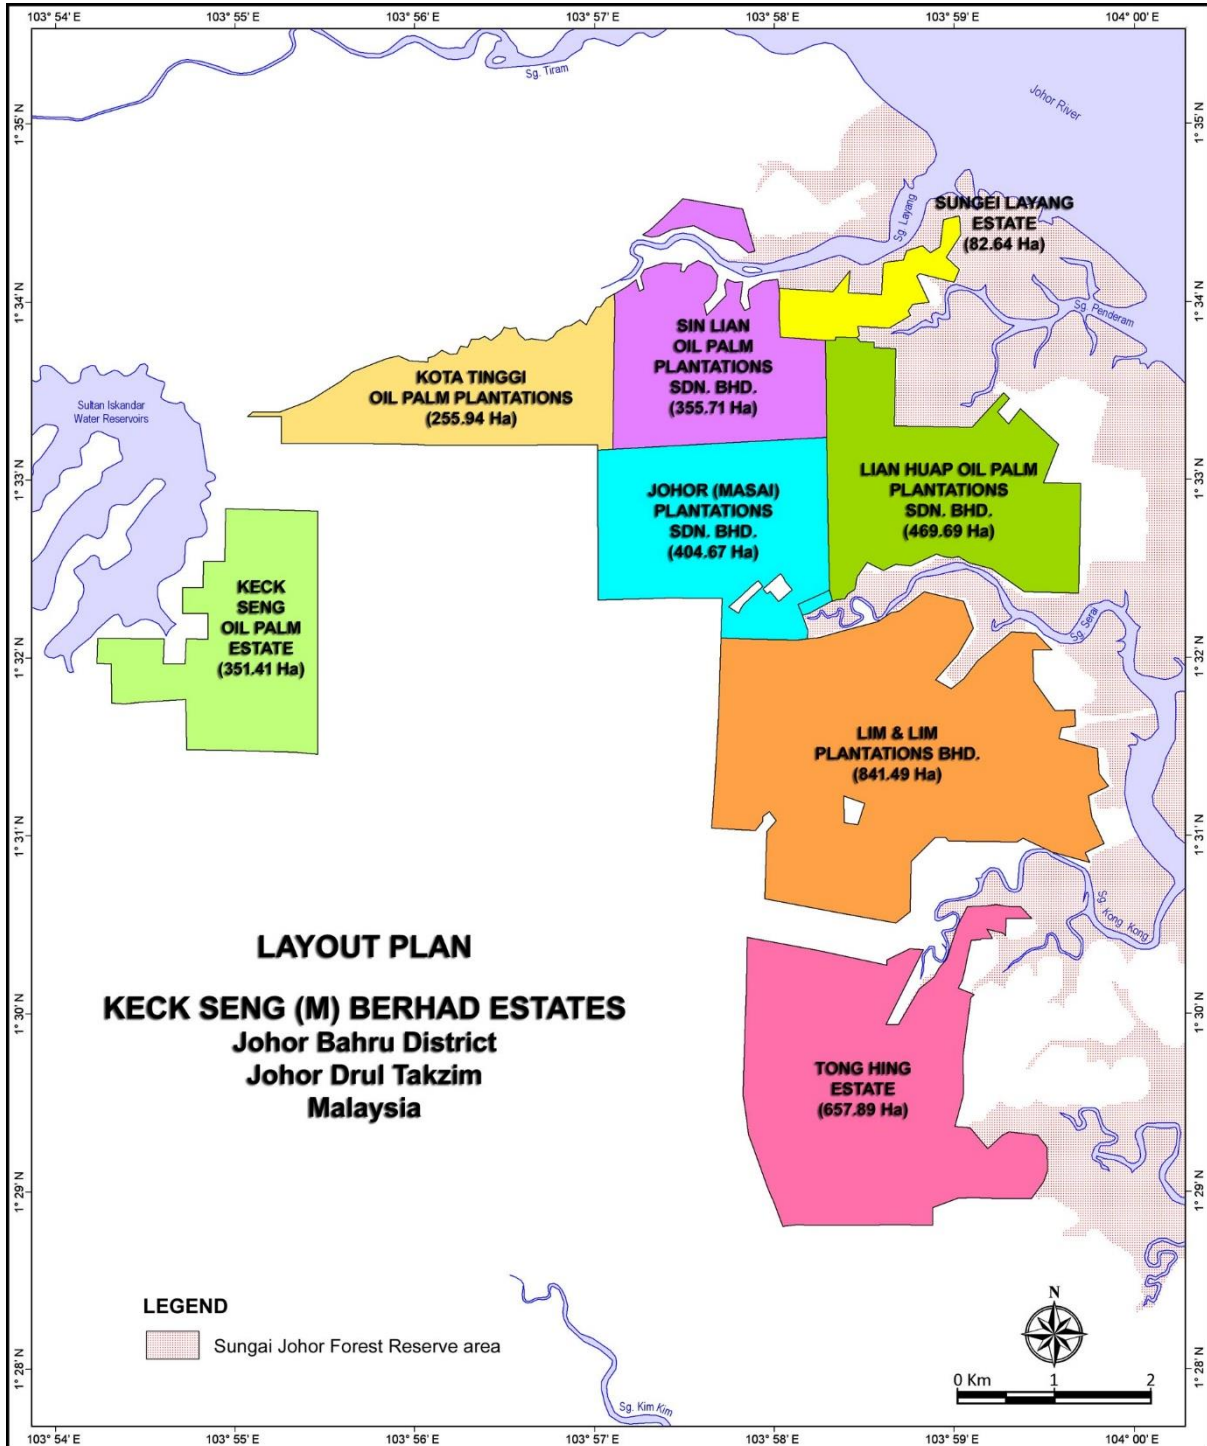 103° 54' E
103° 55' E
103° 56' E
103° 57' E
103° 58' E
103° 59' E
104° 00' E
1° 35' N
1° 35' N
Sg. Tiram
Johor River
Sg. Layang
SUNGEI LAYANG
ESTATE
(82.64 Ha)
1° 34' N
1° 34' N
Sg. Penderam
SIN LIAN
OIL PALM
PLANTATIONS
SDN. BHD.
(355.71 Ha)
KOTA TINGGI
OIL PALM PLANTATIONS
(255.94 Ha)
Sultan Iskandar
Water Reservoirs
1° 33' N
1° 33' N
LIAN HUAP OIL PALM
PLANTATIONS
SDN. BHD.
(469.69 Ha)
JOHOR (MASAI)
PLANTATIONS
SDN. BHD.
(404.67 Ha)
KECK
SENG
OIL PALM
ESTATE
(351.41 Ha)
Sg. Serai
1° 32' N
1° 32' N
LIM & LIM
PLANTATIONS BHD.
(841.49 Ha)
1° 31' N
1° 31' N
Sg. Kong Kong
LAYOUT PLAN
KECK SENG (M) BERHAD ESTATES
Johor Bahru District
Johor Drul Takzim
Malaysia
1° 30' N
1° 30' N
TONG HING
ESTATE
(657.89 Ha)
1° 29' N
1° 29' N
LEGEND
Sungai Johor Forest Reserve area
N
0 Km 1 2
1° 28' N
1° 28' N
Sg. Kim Kim
103° 54' E
103° 55' E
103° 56' E
103° 57' E
103° 58' E
103° 59' E
104° 00' E